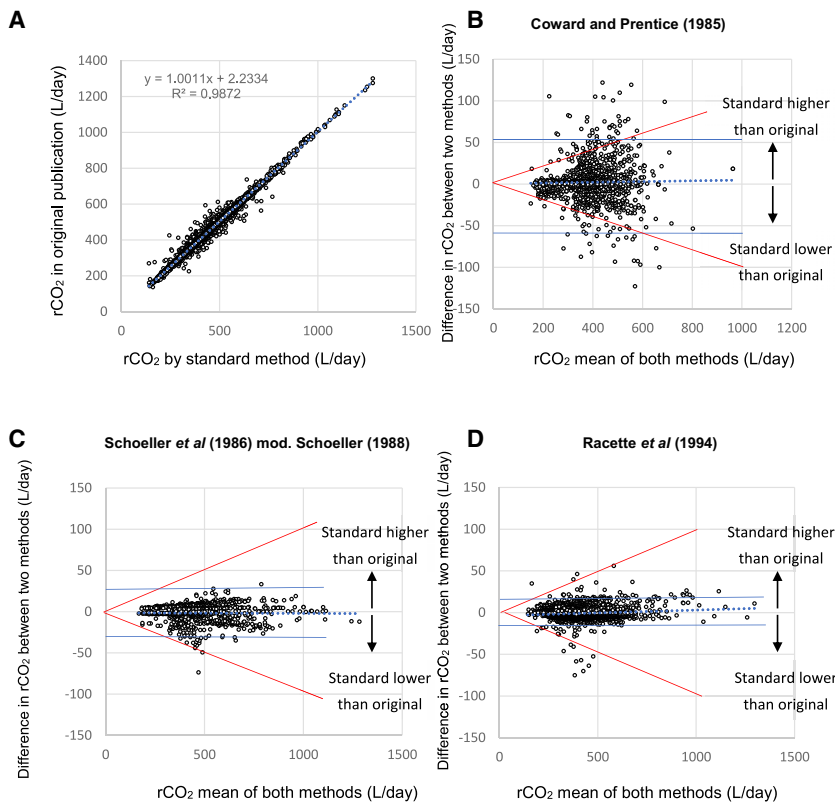 A
y = 1.0011x + 2.2334
R² = 0.9872
rCO₂ in original publication (L/day)
1400
1200
1000
800
600
400
200
0
0
500
1000
1500
rCO₂ by standard method (L/day)
B
Coward and Prentice (1985)
Difference in rCO₂ between two methods (L/day)
150
100
50
0
-50
-100
-150
Standard higher
than original
Standard lower
than original
0
200
400
600
800
1000
1200
rCO₂ mean of both methods (L/day)
C
Schoeller et al (1986) mod. Schoeller (1988)
Difference in rCO₂ between two methods (L/day)
150
100
50
0
-50
-100
-150
Standard higher
than original
Standard lower
than original
0
500
1000
1500
rCO₂ mean of both methods (L/day)
D
Racette et al (1994)
Difference in rCO₂ between two methods (L/day)
150
100
50
0
-50
-100
-150
Standard higher
than original
Standard lower
than original
0
500
1000
1500
rCO₂ mean of both methods (L/day)